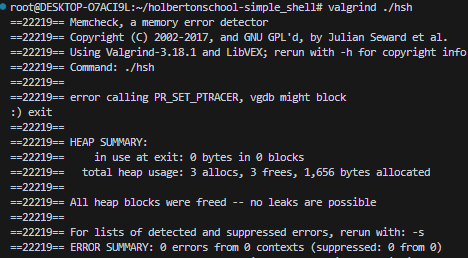 root@DESKTOP-O7ACI9L:~/holbertonschool-simple_shell# valgrind ./hsh
==22219== Memcheck, a memory error detector
==22219== Copyright (C) 2002-2017, and GNU GPL'd, by Julian Seward et al.
==22219== Using Valgrind-3.18.1 and LibVEX; rerun with -h for copyright info
==22219== Command: ./hsh
==22219==
==22219== error calling PR_SET_PTRACER, vgdb might block
:) exit
==22219==
==22219== HEAP SUMMARY:
==22219==     in use at exit: 0 bytes in 0 blocks
==22219==   total heap usage: 3 allocs, 3 frees, 1,656 bytes allocated
==22219==
==22219== All heap blocks were freed -- no leaks are possible
==22219==
==22219== For lists of detected and suppressed errors, rerun with: -s
==22219== ERROR SUMMARY: 0 errors from 0 contexts (suppressed: 0 from 0)